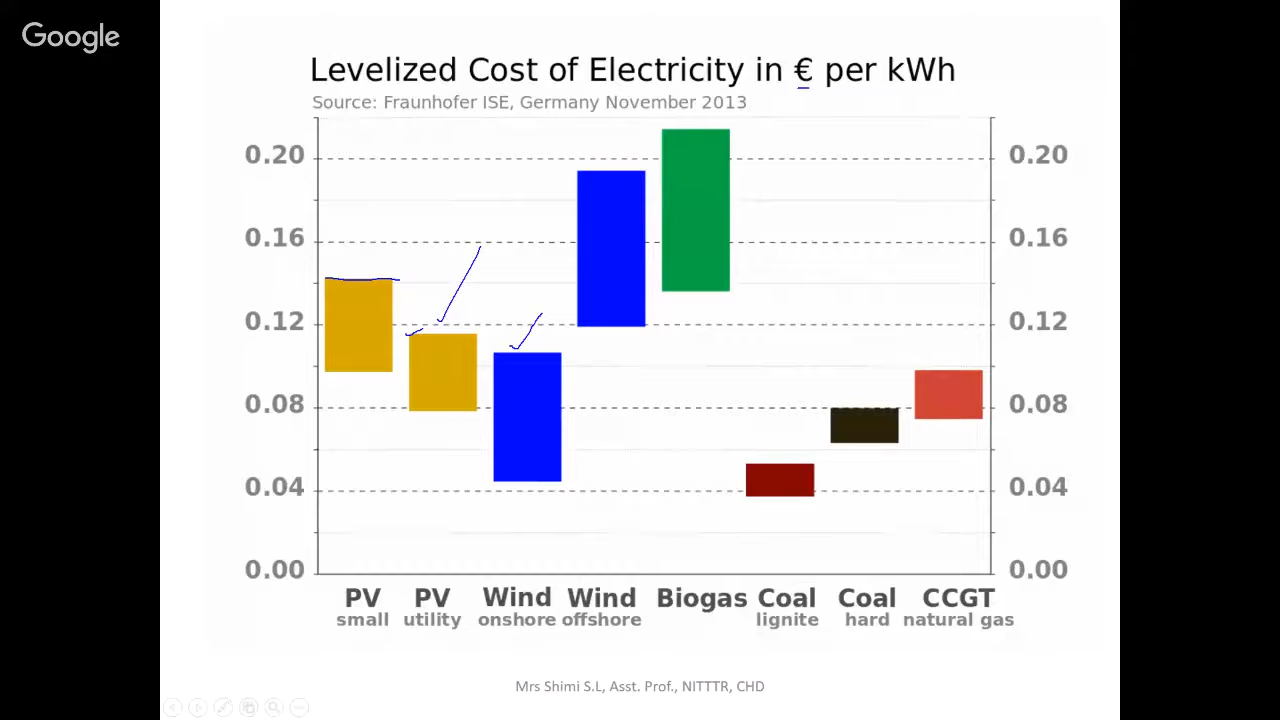 Google
Levelized Cost of Electricity in € per kWh
Source: Fraunhofer ISE, Germany November 2013
0.20 0.20
0.16 0.16
0.12 0.12
0.08 0.08
0.04 0.04
0.00 0.00
PV PV Wind Wind Biogas Coal Coal CCGT
small utility onshore offshore lignite hard natural gas
Mrs Shimi S.L, Asst. Prof., NITTTR, CHD